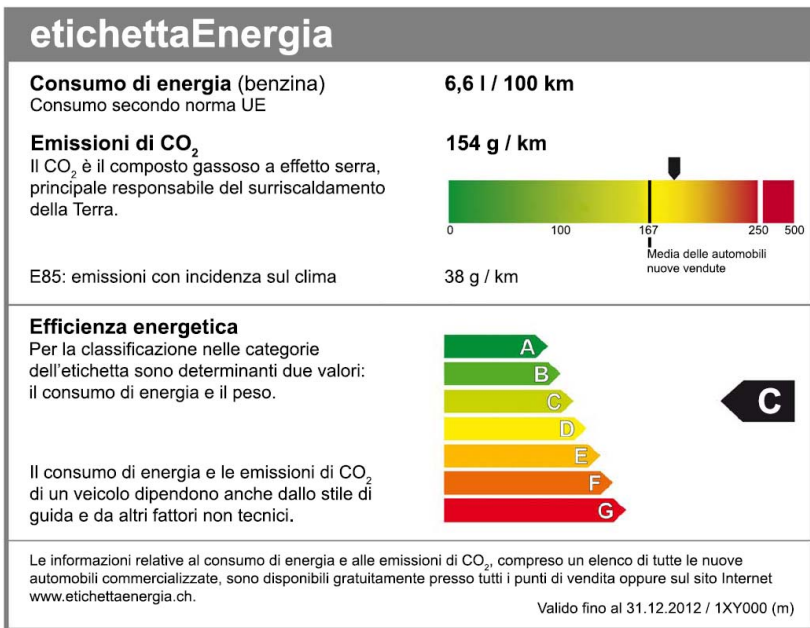 etichettaEnergia
Consumo di energia (benzina) 6,6 l / 100 km
Consumo secondo norma UE
Emissioni di CO₂ 154 g / km
Il CO₂ è il composto gassoso a effetto serra,
principale responsabile del surriscaldamento
della Terra.
0 100 167 250 500
Media delle automobili
nuove vendute
E85: emissioni con incidenza sul clima 38 g / km
Efficienza energetica
Per la classificazione nelle categorie
dell'etichetta sono determinanti due valori:
il consumo di energia e il peso.
A
B
C
C
D
E
F
G
Il consumo di energia e le emissioni di CO₂
di un veicolo dipendono anche dallo stile di
guida e da altri fattori non tecnici.
Le informazioni relative al consumo di energia e alle emissioni di CO₂, compreso un elenco di tutte le nuove
automobili commercializzate, sono disponibili gratuitamente presso tutti i punti di vendita oppure sul sito Internet
www.etichettaenergia.ch.
Valido fino al 31.12.2012 / 1XY000 (m)